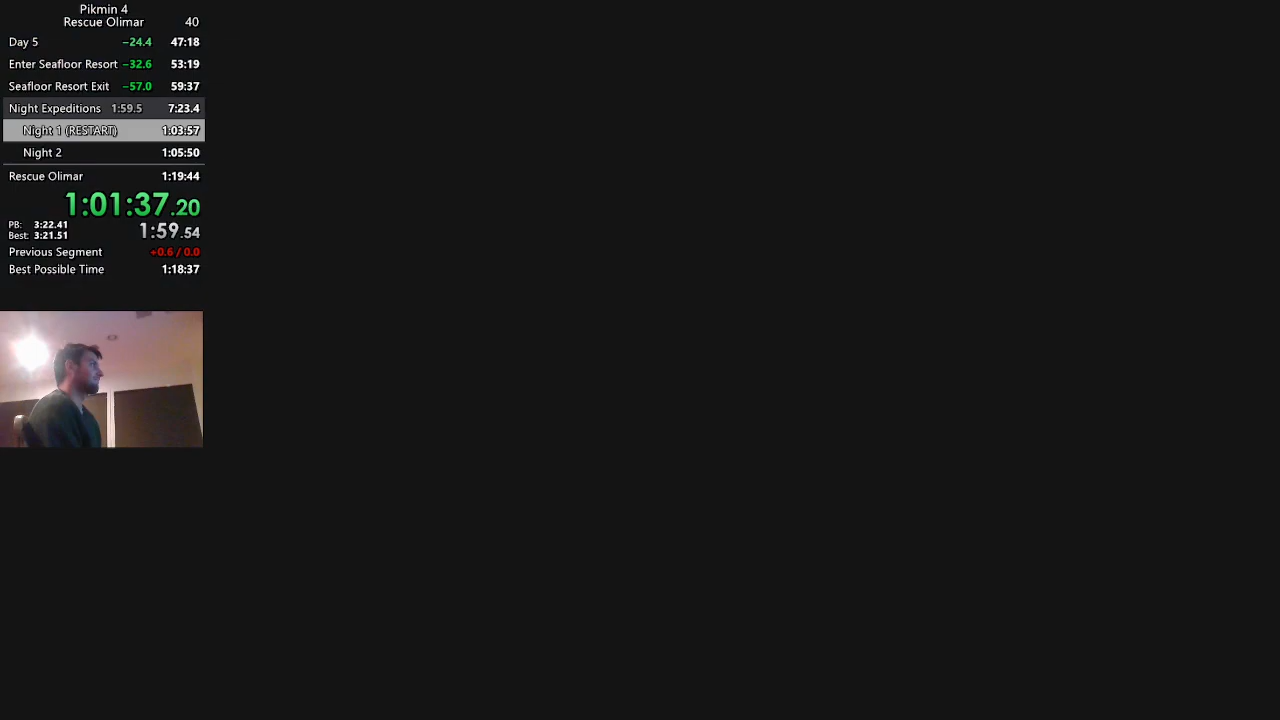 Pikmin 4
Rescue Olimar 40
Day 5 −24.4 47:18
Enter Seafloor Resort −32.6 53:19
Seafloor Resort Exit −57.0 59:37
Night Expeditions 1:59.5 7:23.4
Night 1 (RESTART) 1:03:57
Night 2 1:05:50
Rescue Olimar 1:19:44
1:01:37.20
PB: 3:22.41
Best: 3:21.51
1:59.54
Previous Segment +0.6 / 0.0
Best Possible Time 1:18:37